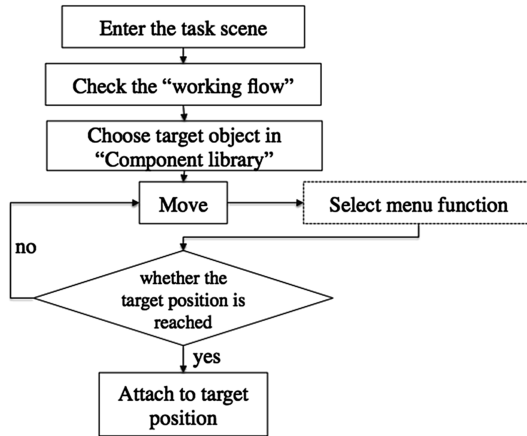 Enter the task scene
Check the “working flow”
Choose target object in
“Component library”
Move
Select menu function
no
whether the
target position is
reached
yes
Attach to target
position